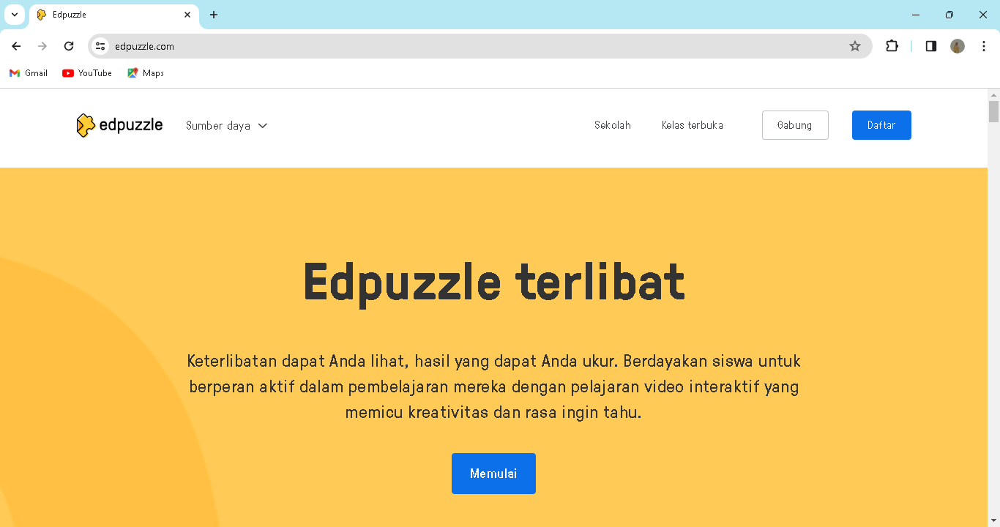 Edpuzzle
edpuzzle.com
Gmail YouTube Maps
edpuzzle Sumber daya Sekolah Kelas terbuka Gabung Daftar
Edpuzzle terlibat
Keterlibatan dapat Anda lihat, hasil yang dapat Anda ukur. Berdayakan siswa untuk
berperan aktif dalam pembelajaran mereka dengan pelajaran video interaktif yang
memicu kreativitas dan rasa ingin tahu.
Memulai